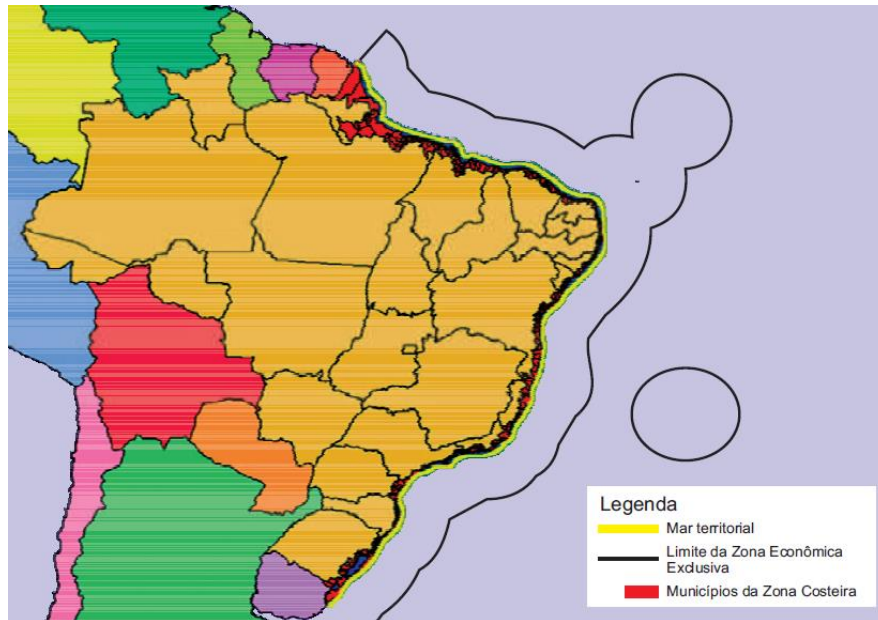 Legenda
Mar territorial
Limite da Zona Econômica
Exclusiva
Municípios da Zona Costeira